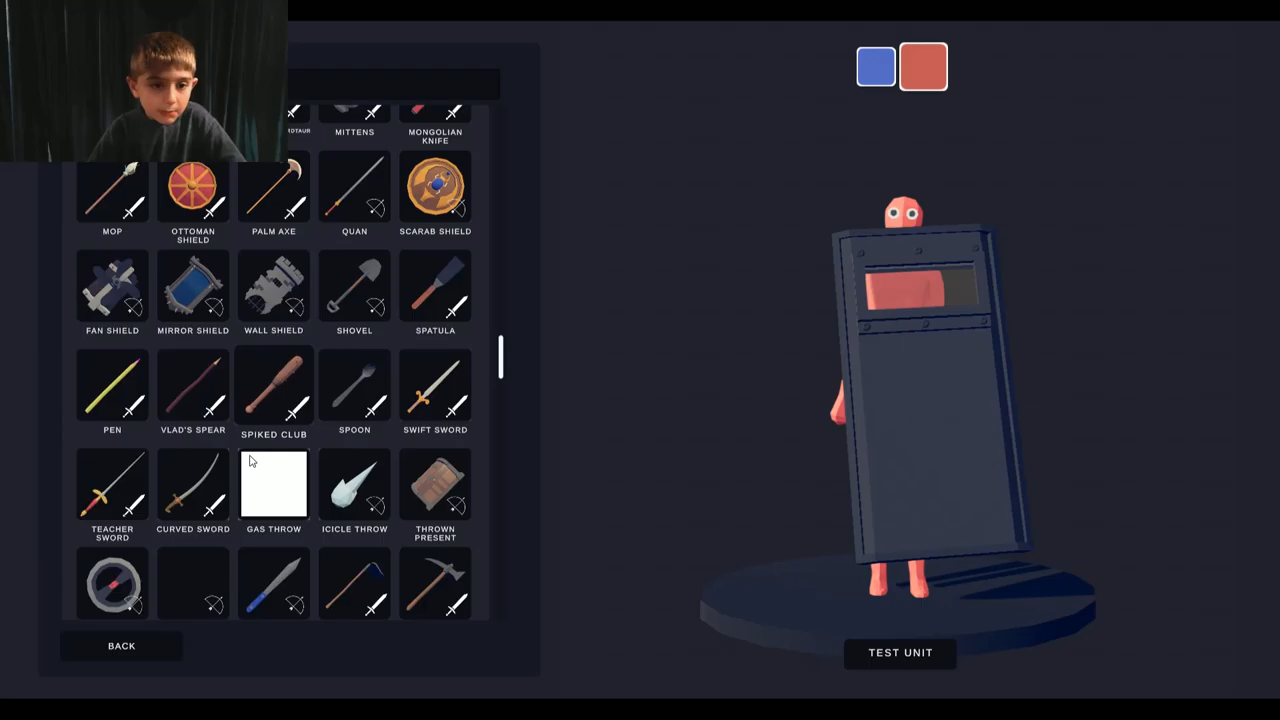 MITTENS
MONGOLIAN
KNIFE
MOP
OTTOMAN
SHIELD
PALM AXE
QUAN
SCARAB SHIELD
FAN SHIELD
MIRROR SHIELD
WALL SHIELD
SHOVEL
SPATULA
PEN
VLAD'S SPEAR
SPIKED CLUB
SPOON
SWIFT SWORD
TEACHER
SWORD
CURVED SWORD
GAS THROW
ICICLE THROW
THROWN
PRESENT
BACK
TEST UNIT